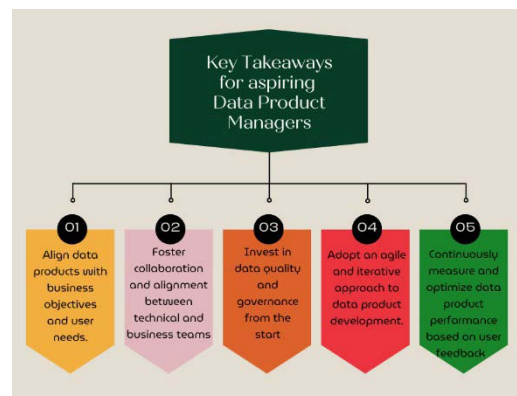 Key Takeaways
for aspiring
Data Product
Managers
01
Align data
products with
business
objectives
and user
needs.
02
Foster
collaboration
and alignment
between
technical and
business teams
03
Invest in
data quality
and
governance
from the
start
04
Adopt an agile
and iterative
approach to
data product
development.
05
Continuously
measure and
optimize data
product
performance
based on user
feedback